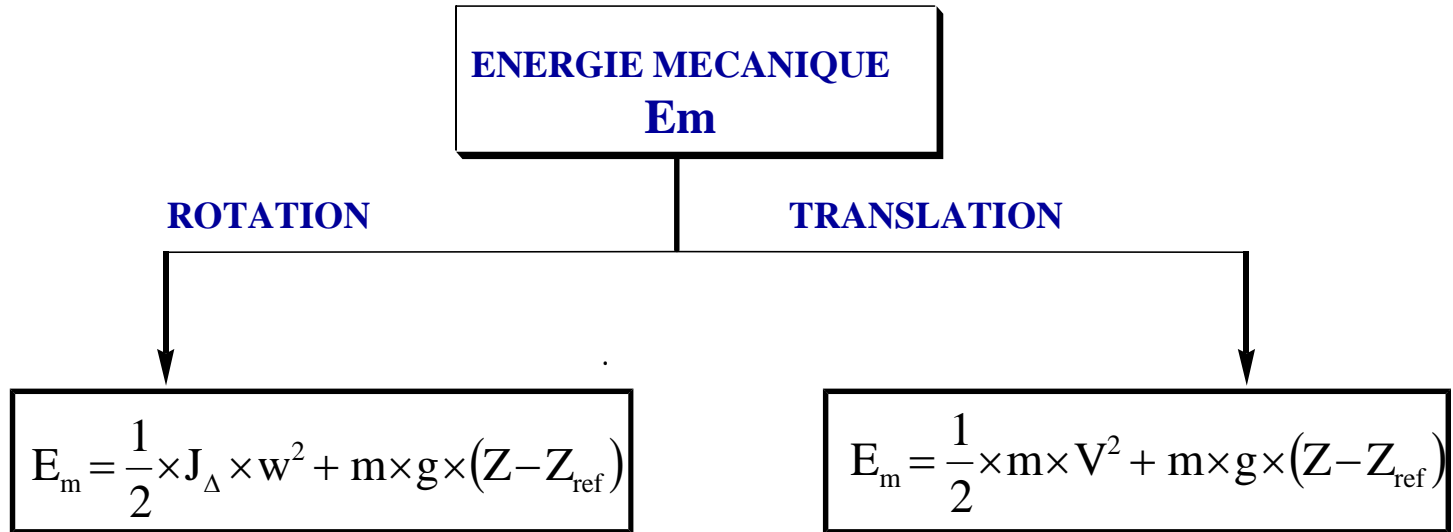 ENERGIE MECANIQUE
Em
ROTATION
TRANSLATION
.
E_m = 1/2 × J_Δ × w² + m × g × (Z − Z_ref)
E_m = 1/2 × m × V² + m × g × (Z − Z_ref)